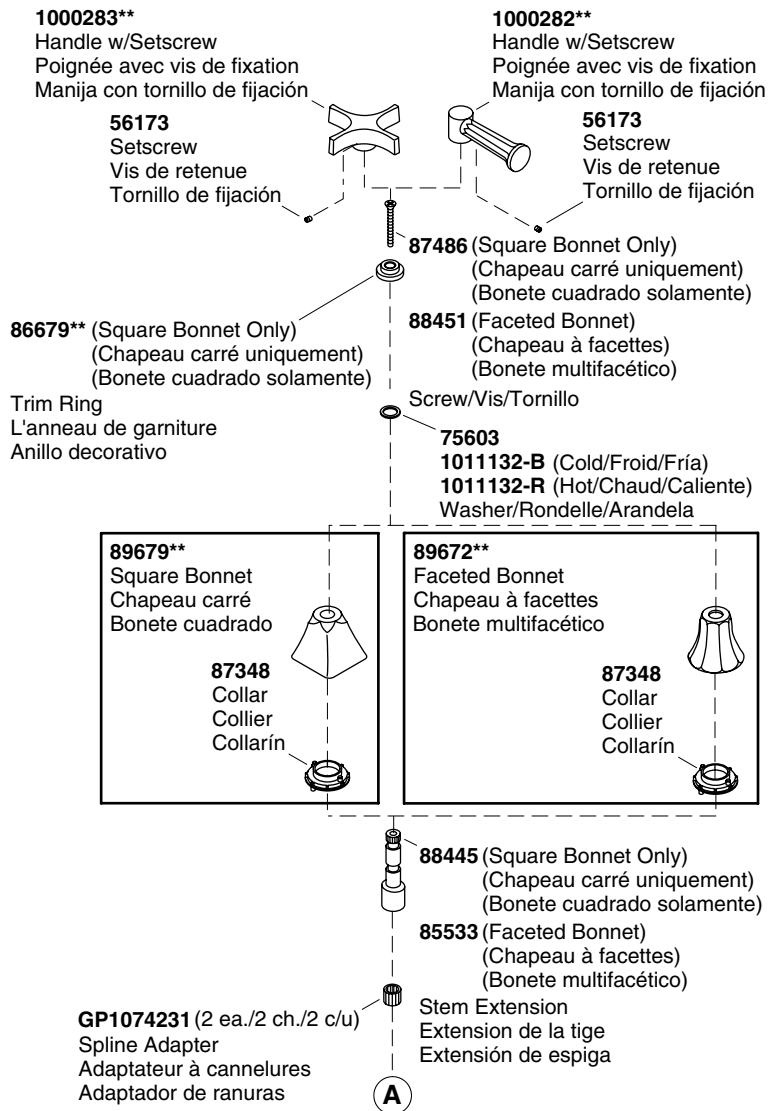 1000283**
Handle w/Setscrew
Poignée avec vis de fixation
Manija con tornillo de fijación
1000282**
Handle w/Setscrew
Poignée avec vis de fixation
Manija con tornillo de fijación
56173
Setscrew
Vis de retenue
Tornillo de fijación
56173
Setscrew
Vis de retenue
Tornillo de fijación
87486 (Square Bonnet Only)
(Chapeau carré uniquement)
(Bonete cuadrado solamente)
88451 (Faceted Bonnet)
(Chapeau à facettes)
(Bonete multifacético)
Screw/Vis/Tornillo
86679** (Square Bonnet Only)
(Chapeau carré uniquement)
(Bonete cuadrado solamente)
Trim Ring
L'anneau de garniture
Anillo decorativo
75603
1011132-B (Cold/Froid/Fría)
1011132-R (Hot/Chaud/Caliente)
Washer/Rondelle/Arandela
89679**
Square Bonnet
Chapeau carré
Bonete cuadrado
87348
Collar
Collier
Collarín
89672**
Faceted Bonnet
Chapeau à facettes
Bonete multifacético
87348
Collar
Collier
Collarín
88445 (Square Bonnet Only)
(Chapeau carré uniquement)
(Bonete cuadrado solamente)
85533 (Faceted Bonnet)
(Chapeau à facettes)
(Bonete multifacético)
Stem Extension
Extension de la tige
Extensión de espiga
GP1074231 (2 ea./2 ch./2 c/u)
Spline Adapter
Adaptateur à cannelures
Adaptador de ranuras
A